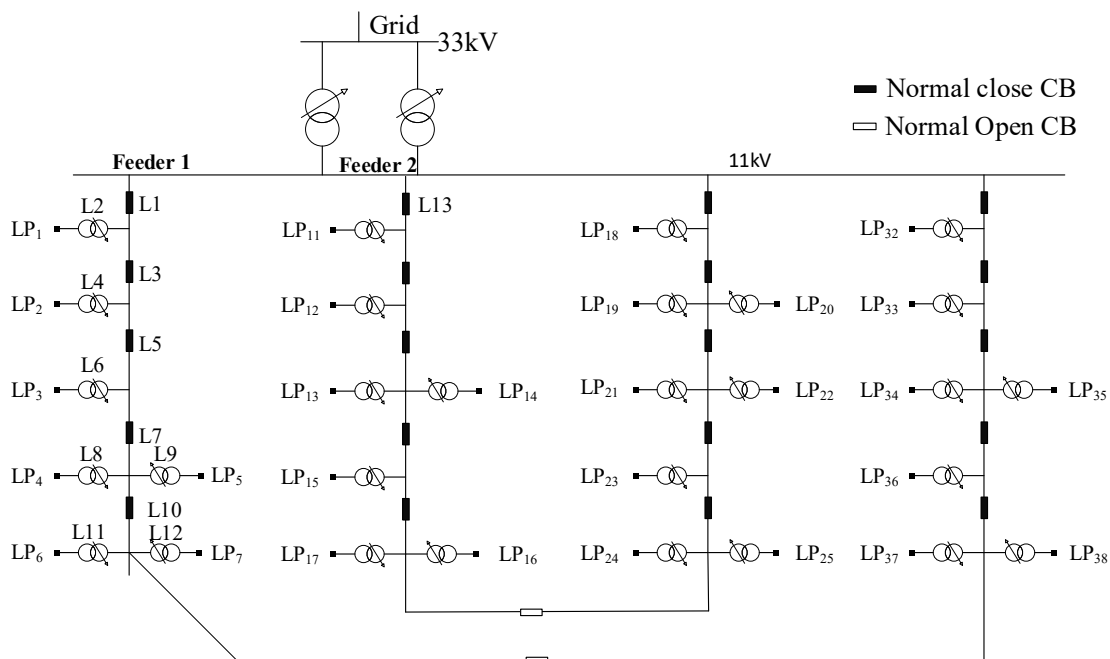 Grid
33kV
Normal close CB
Normal Open CB
Feeder 1
Feeder 2
11kV
L2
L1
L13
LP1
LP11
LP18
LP32
L4
L3
LP2
LP12
LP19
LP20
LP33
L5
L6
LP3
LP13
LP14
LP21
LP22
LP34
LP35
L7
L8
L9
LP4
LP5
LP15
LP23
LP36
L10
L11
L12
LP6
LP7
LP17
LP16
LP24
LP25
LP37
LP38